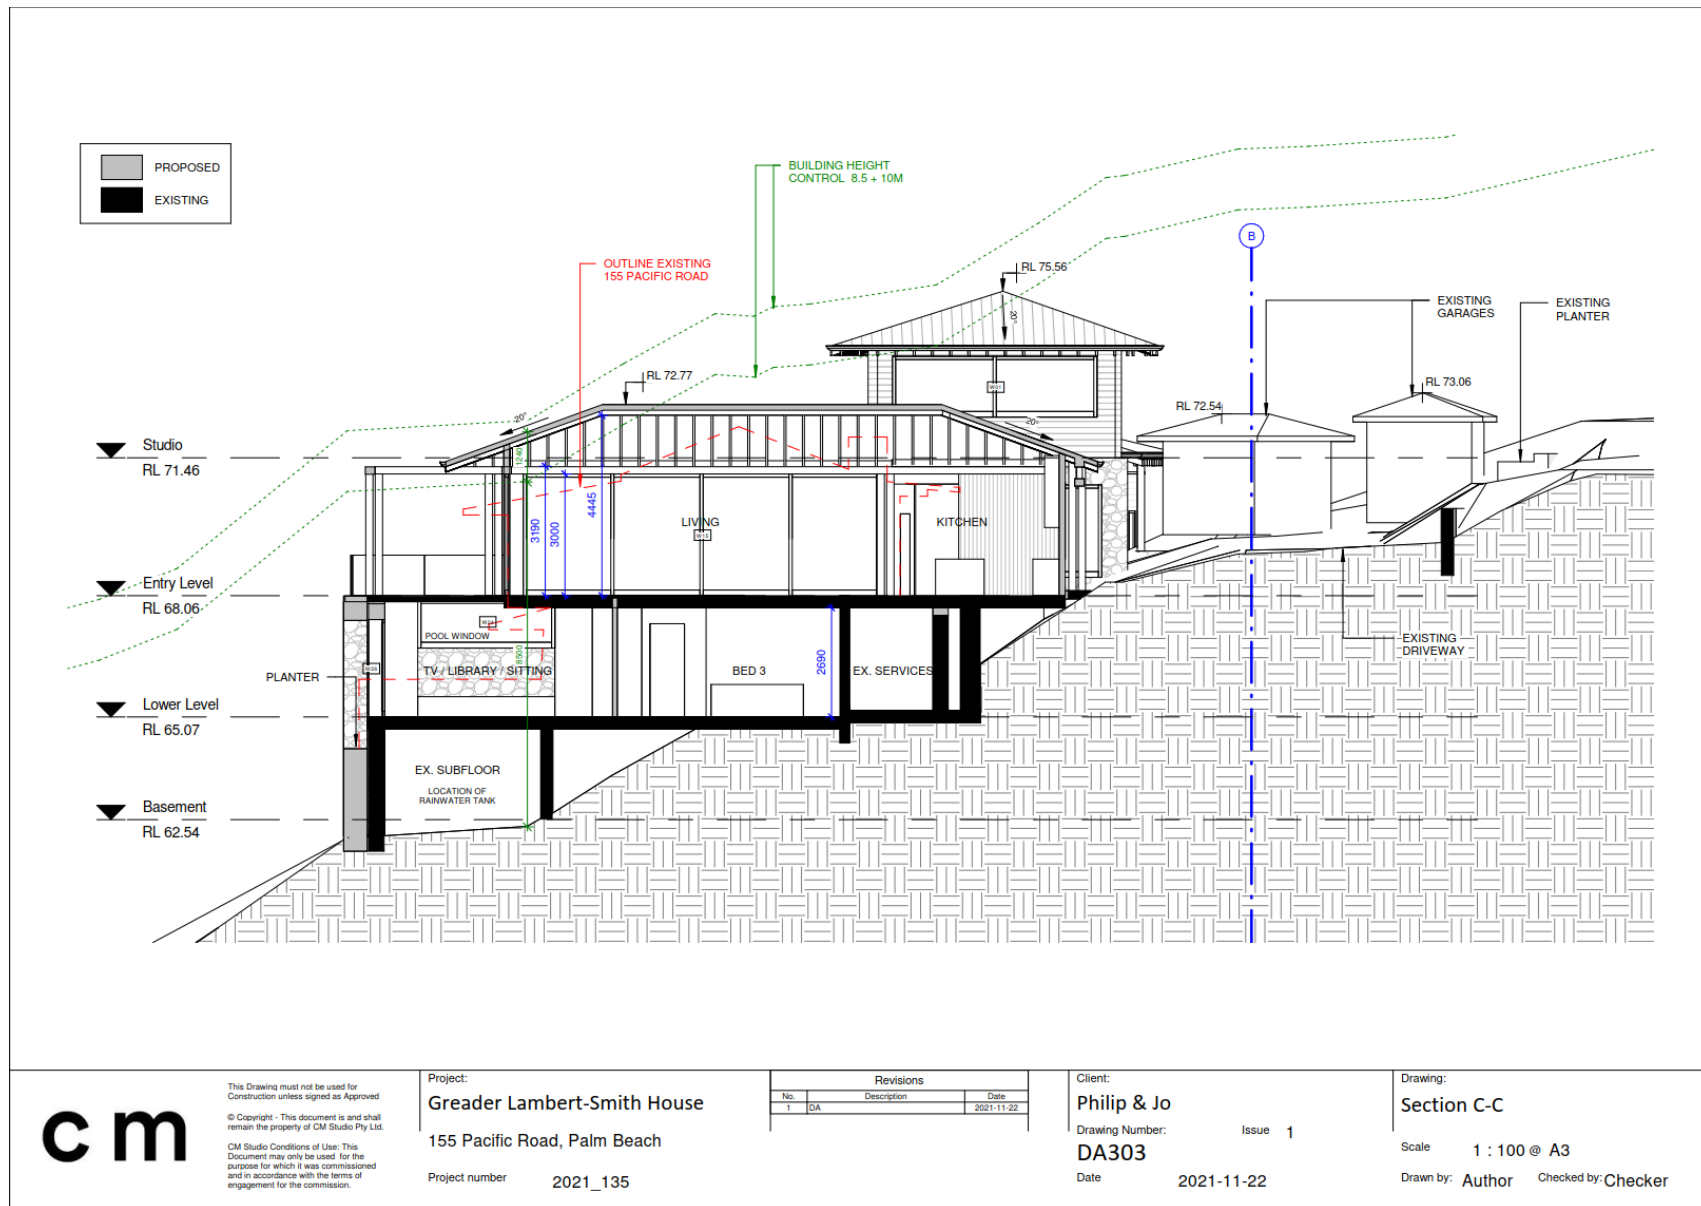 PROPOSED
EXISTING
BUILDING HEIGHT
CONTROL 8.5 + 10M
OUTLINE EXISTING
155 PACIFIC ROAD
B
RL 75.56
20°
EXISTING
GARAGES
EXISTING
PLANTER
RL 72.77
W01
RL 73.06
RL 72.54
20°
20°
Studio
RL 71.46
1240
4445
3190
3000
LIVING
W15
KITCHEN
Entry Level
RL 68.06
POOL WINDOW
8500
TV / LIBRARY / SITTING
W26
BED 3
2690
EX. SERVICES
EXISTING
DRIVEWAY
PLANTER
Lower Level
RL 65.07
EX. SUBFLOOR
LOCATION OF
RAINWATER TANK
Basement
RL 62.54
cm
This Drawing must not be used for
Construction unless signed as Approved
© Copyright - This document is and shall
remain the property of CM Studio Pty Ltd.
CM Studio Conditions of Use: This
Document may only be used for the
purpose for which it was commissioned
and in accordance with the terms of
engagement for the commission.
Project:
Greader Lambert-Smith House
155 Pacific Road, Palm Beach
Project number 2021_135
Revisions
No. Description Date
1 DA 2021-11-22
Client:
Philip & Jo
Drawing Number: Issue 1
DA303
Date 2021-11-22
Drawing:
Section C-C
Scale 1 : 100 @ A3
Drawn by: Author Checked by: Checker